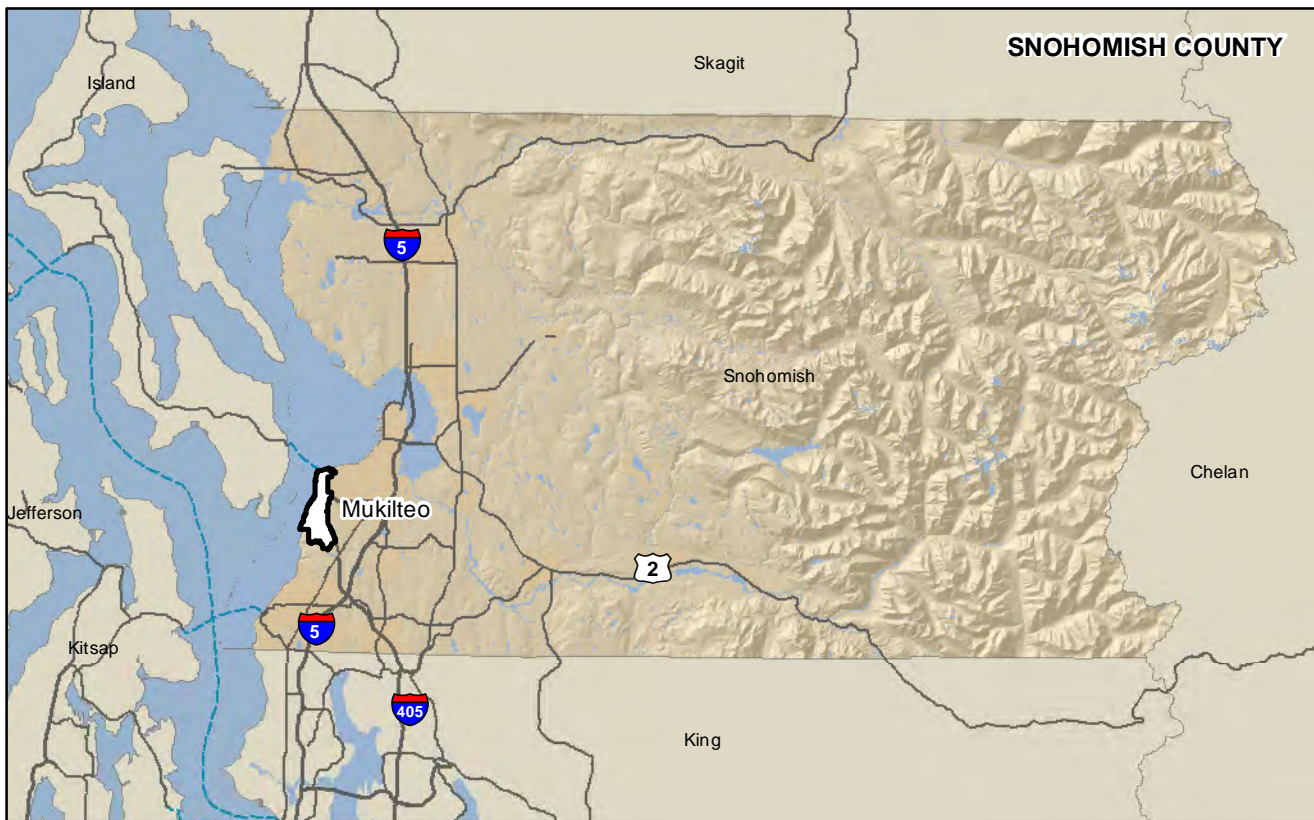 SNOHOMISH COUNTY
Skagit
Island
5
Snohomish
Chelan
Mukilteo
Jefferson
2
5
Kitsap
405
King